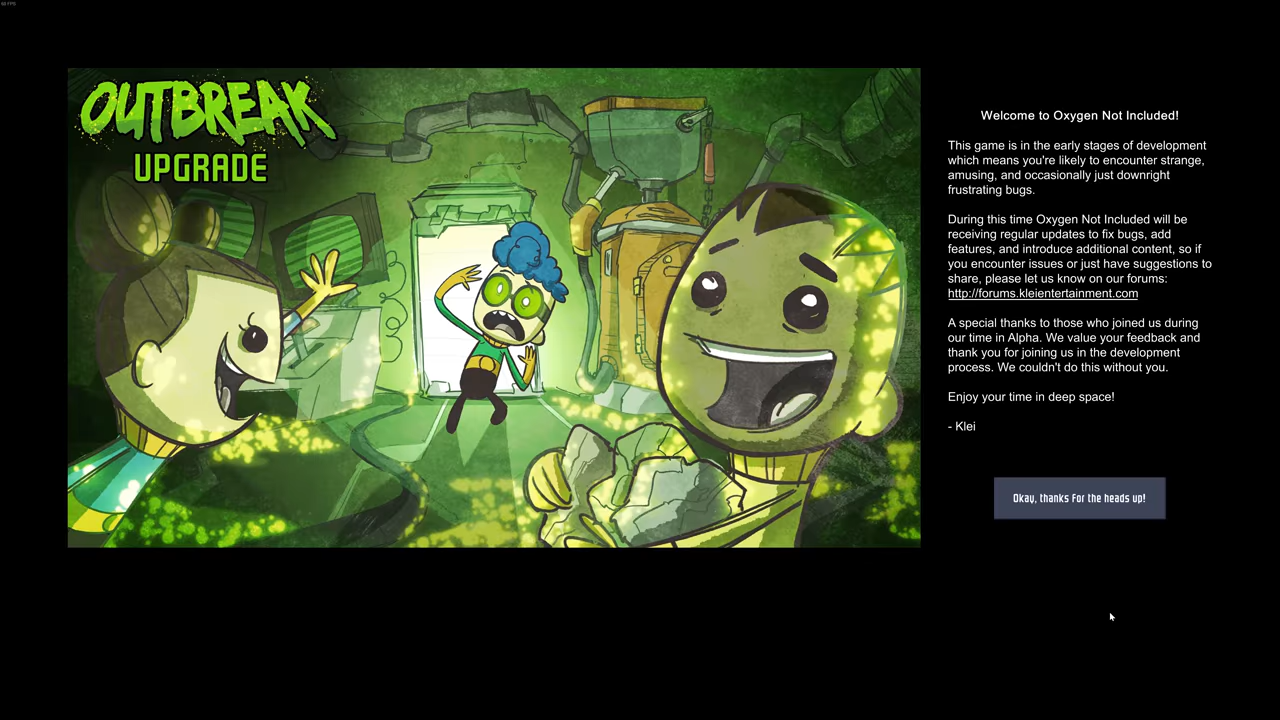 OUTBREAK
UPGRADE
Welcome to Oxygen Not Included!
This game is in the early stages of development
which means you're likely to encounter strange,
amusing, and occasionally just downright
frustrating bugs.
During this time Oxygen Not Included will be
receiving regular updates to fix bugs, add
features, and introduce additional content, so if
you encounter issues or just have suggestions to
share, please let us know on our forums:
http://forums.kleientertainment.com
A special thanks to those who joined us during
our time in Alpha. We value your feedback and
thank you for joining us in the development
process. We couldn't do this without you.
Enjoy your time in deep space!
- Klei
Okay, thanks for the heads up!